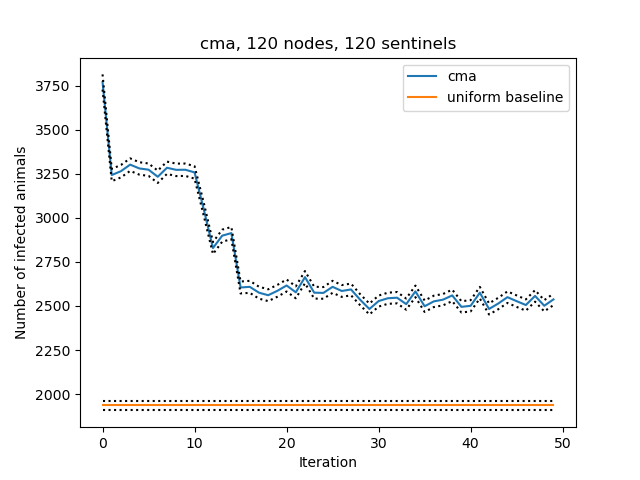 cma, 120 nodes, 120 sentinels
cma
uniform baseline
Number of infected animals
3750
3500
3250
3000
2750
2500
2250
2000
0 10 20 30 40 50
Iteration